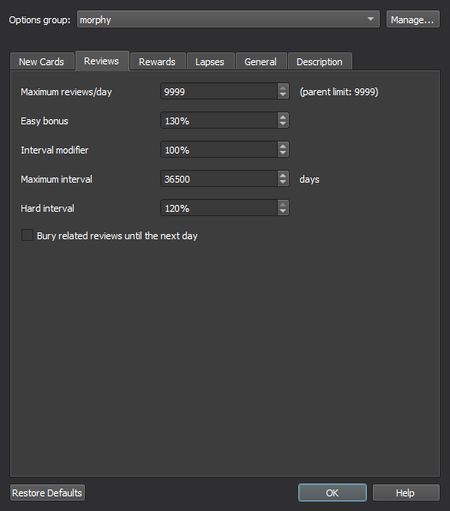 Options group: morphy Manage...
New Cards Reviews Rewards Lapses General Description
Maximum reviews/day 9999 (parent limit: 9999)
Easy bonus 130%
Interval modifier 100%
Maximum interval 36500 days
Hard interval 120%
Bury related reviews until the next day
Restore Defaults OK Help